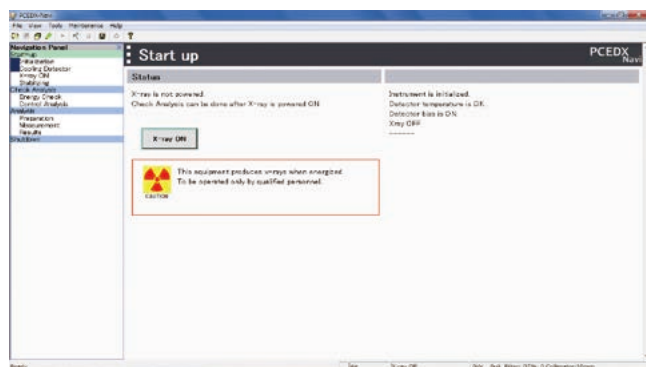 PCEDX-Navi
File View Tools Maintenance Help
Navigation Panel
Startup
Initialization
Cooling Detector
X-ray ON
Stabilizing
Check Analysis
Energy Check
Control Analysis
Analysis
Preparation
Measurement
Results
Shutdown
Start up
PCEDX
Navi
Status
X-ray is not powered.
Check Analysis can be done after X-ray is powered ON.
X-ray ON
CAUTION
This equipment produces x-rays when energized.
To be operated only by qualified personnel.
Instrument is initialized.
Detector temperature is OK.
Detector bias is ON.
Xray OFF
------
Ready
X-ray Off